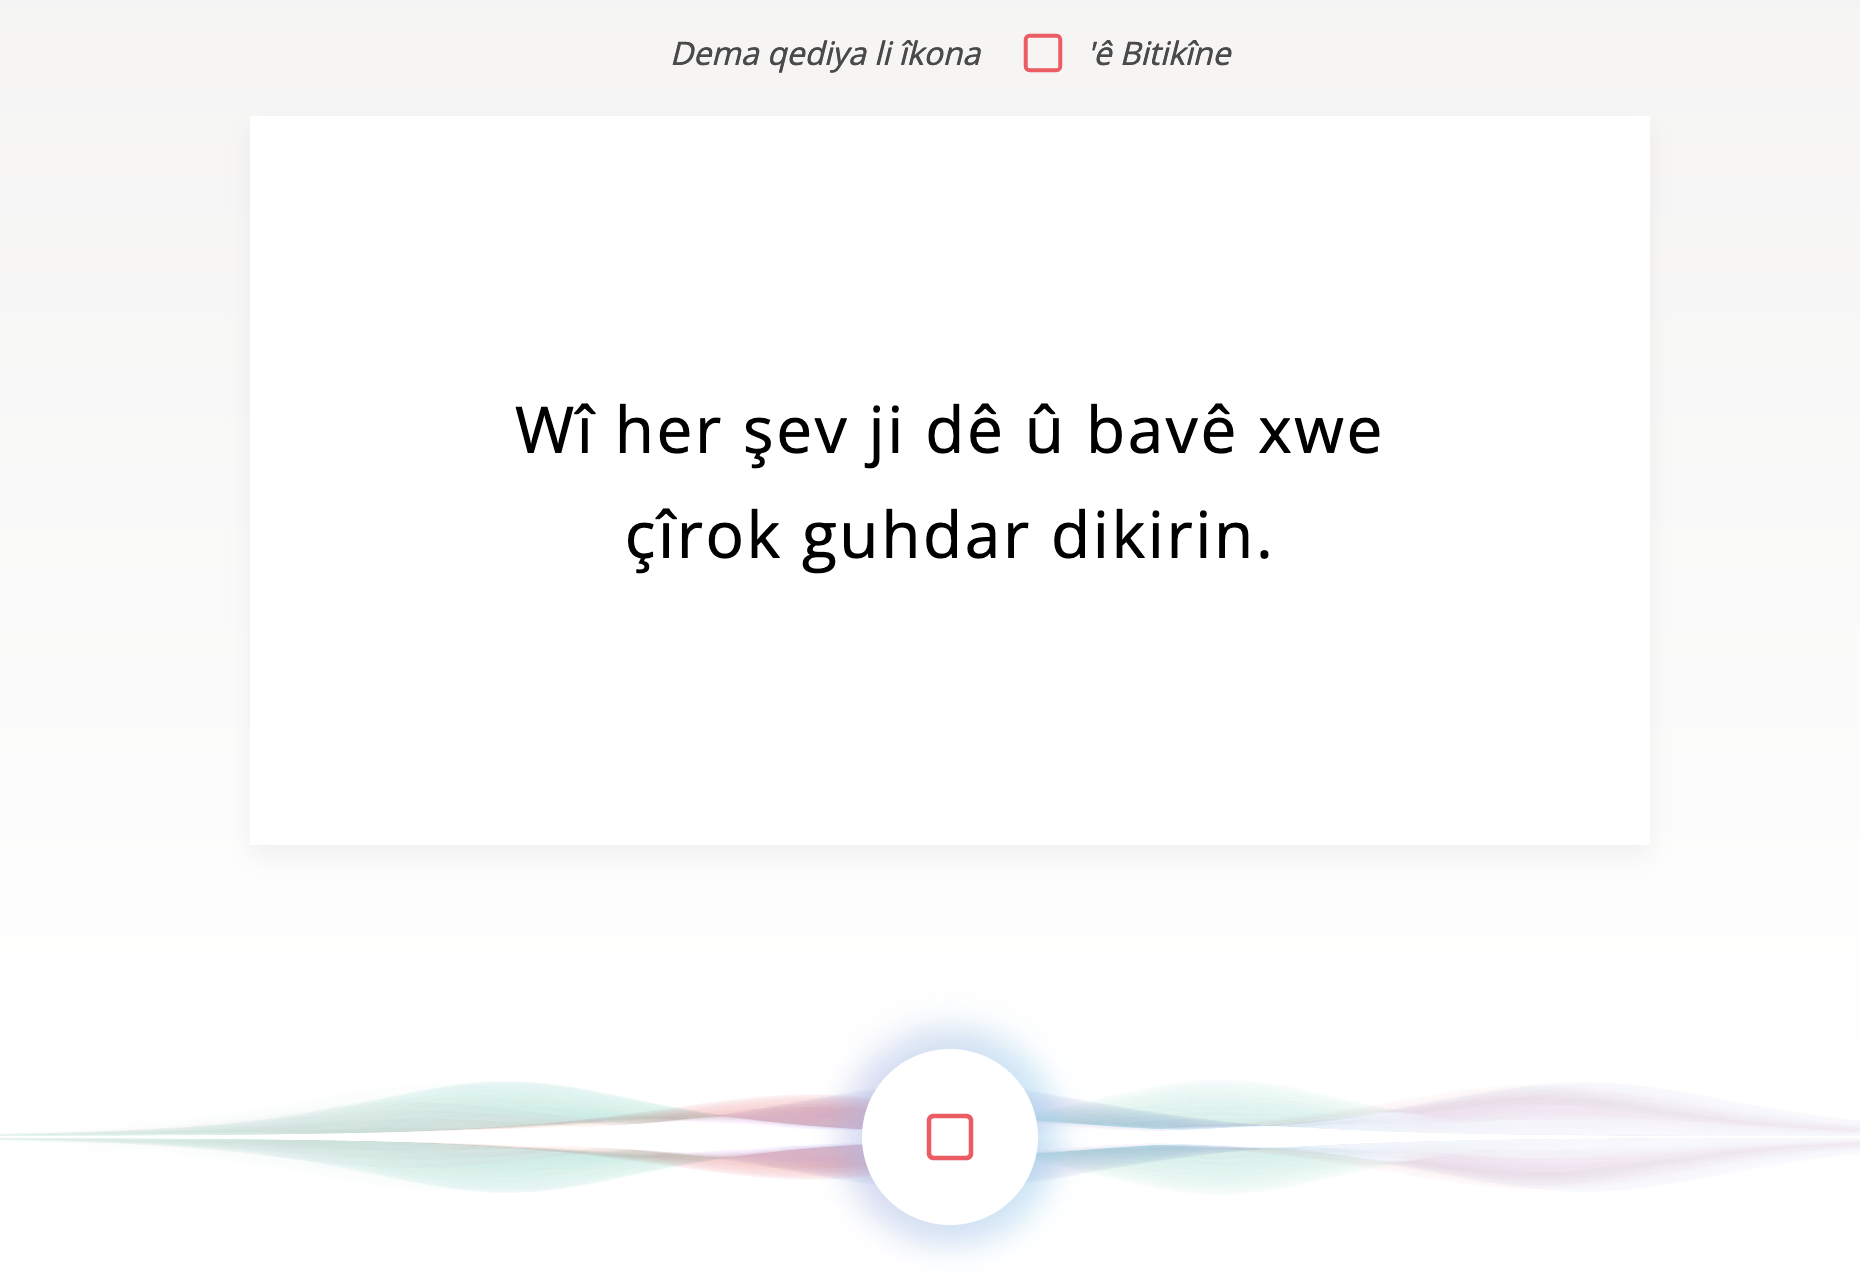 Dema qediya li îkona 'ê Bitikîne
Wî her şev ji dê û bavê xwe
çîrok guhdar dikirin.